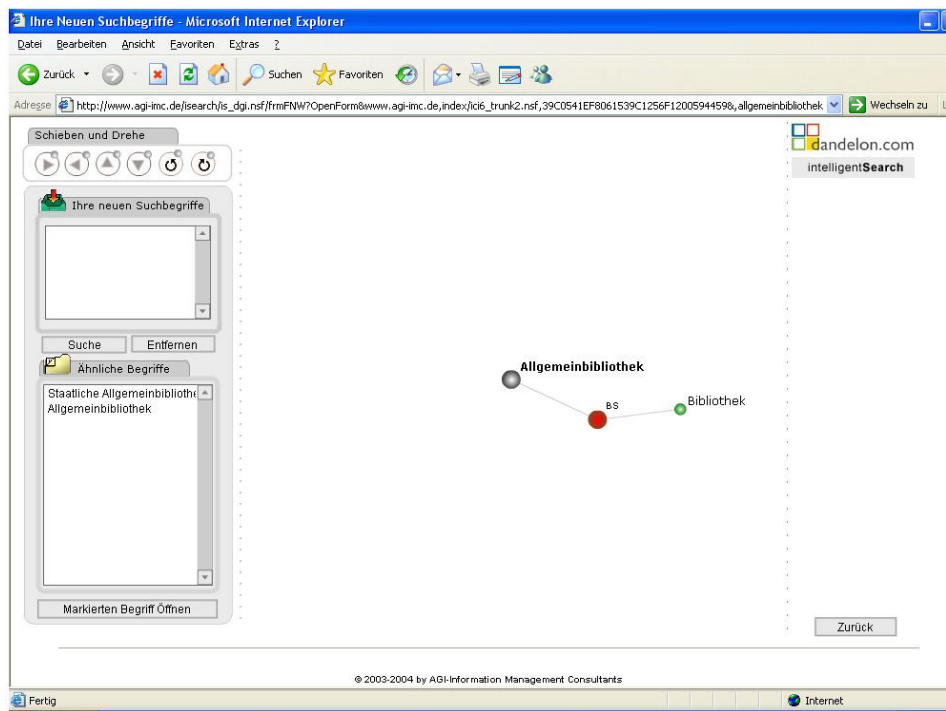 Ihre Neuen Suchbegriffe - Microsoft Internet Explorer
Datei Bearbeiten Ansicht Favoriten Extras ?
Zurück Suchen Favoriten
Adresse http://www.agi-imc.de/isearch/is_dgi.nsf/frmFNW?OpenForm&www.agi-imc.de,index/ici6_trunk2.nsf,39C0541EF8061539C1256F1200594459&,allgemeinbibliothek Wechseln zu
Schieben und Drehe
dandelon.com
intelligentSearch
Ihre neuen Suchbegriffe
Suche Entfernen
Ähnliche Begriffe
Staatliche Allgemeinbibliothe
Allgemeinbibliothek
Allgemeinbibliothek
BS
Bibliothek
Markierten Begriff Öffnen
Zurück
© 2003-2004 by AGI-Information Management Consultants
Fertig Internet